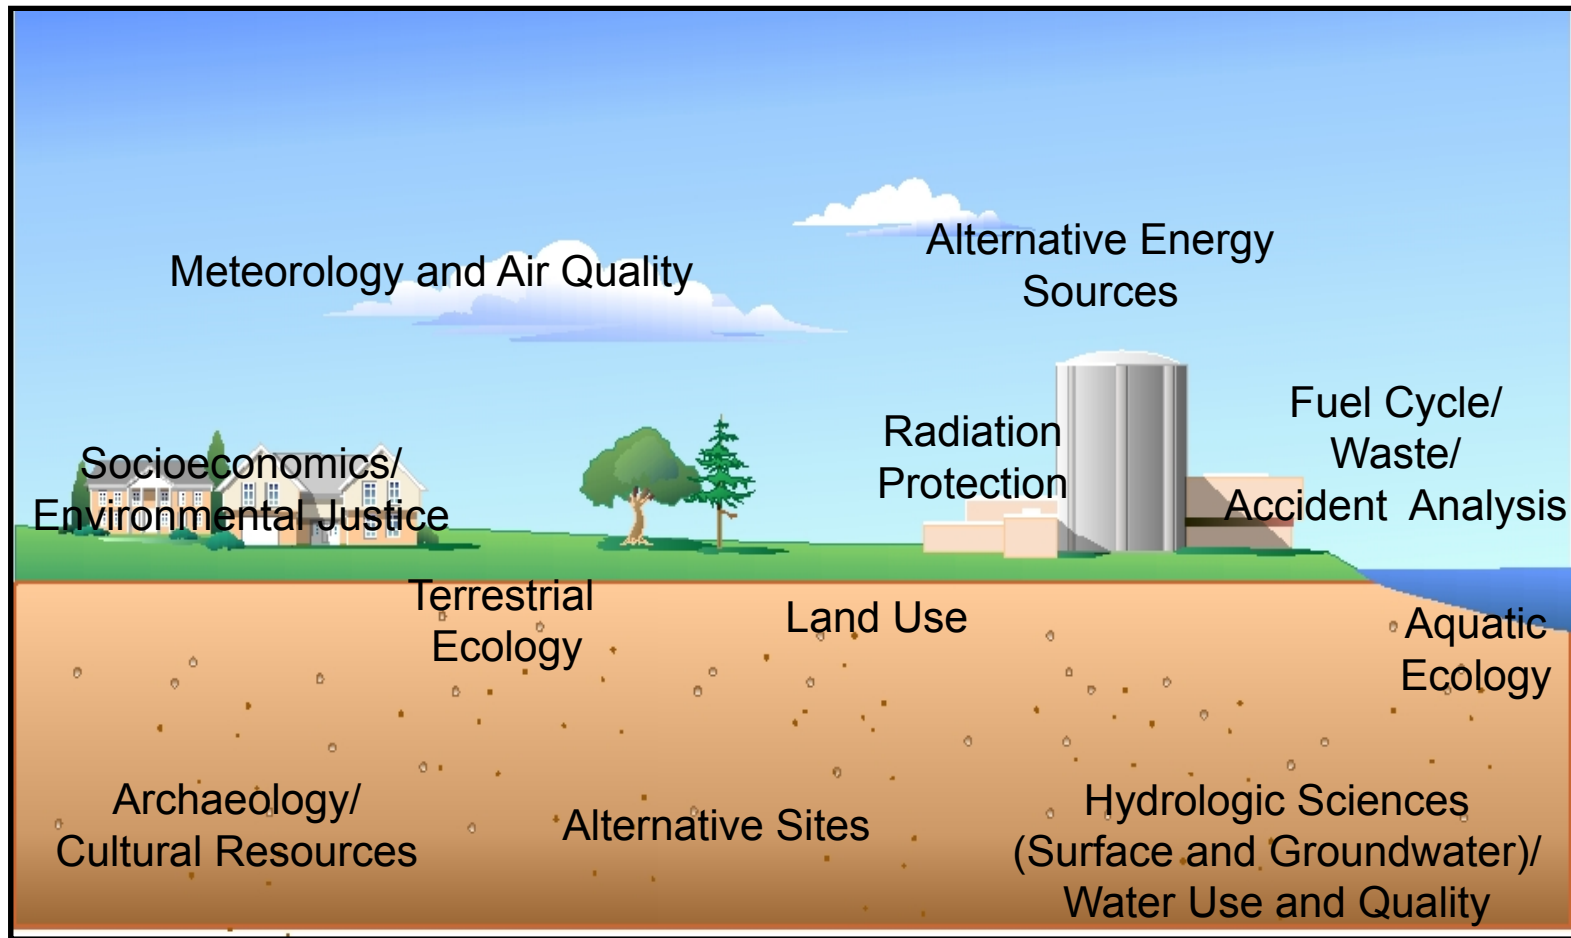 Meteorology and Air Quality
Alternative Energy
Sources
Socioeconomics/
Environmental Justice
Radiation
Protection
Fuel Cycle/
Waste/
Accident Analysis
Terrestrial
Ecology
Land Use
Aquatic
Ecology
Archaeology/
Cultural Resources
Alternative Sites
Hydrologic Sciences
(Surface and Groundwater)/
Water Use and Quality